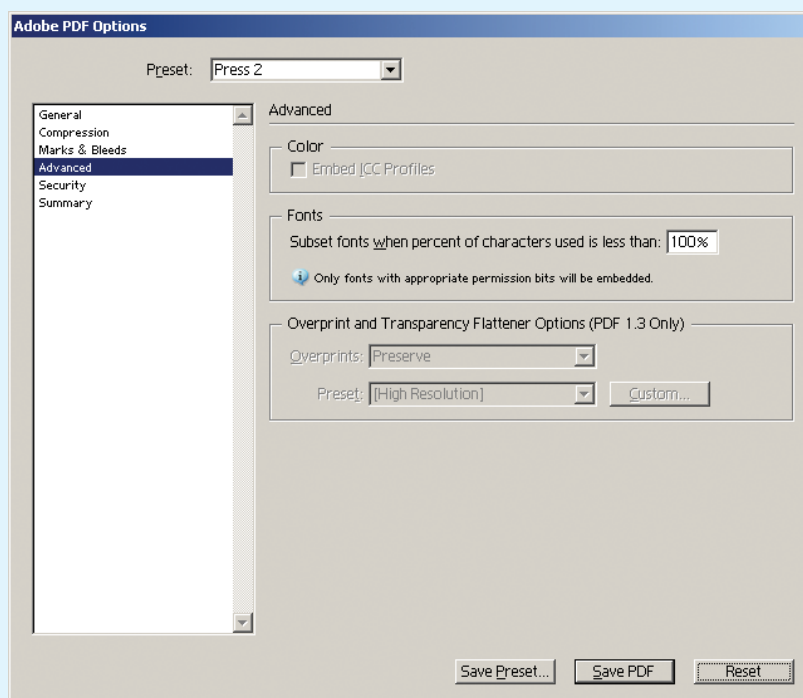 Adobe PDF Options
Preset: Press 2
General
Compression
Marks & Bleeds
Advanced
Security
Summary
Advanced
Color
Embed ICC Profiles
Fonts
Subset fonts when percent of characters used is less than: 100%
Only fonts with appropriate permission bits will be embedded.
Overprint and Transparency Flattener Options (PDF 1.3 Only)
Overprints: Preserve
Preset: [High Resolution] Custom...
Save Preset... Save PDF Reset